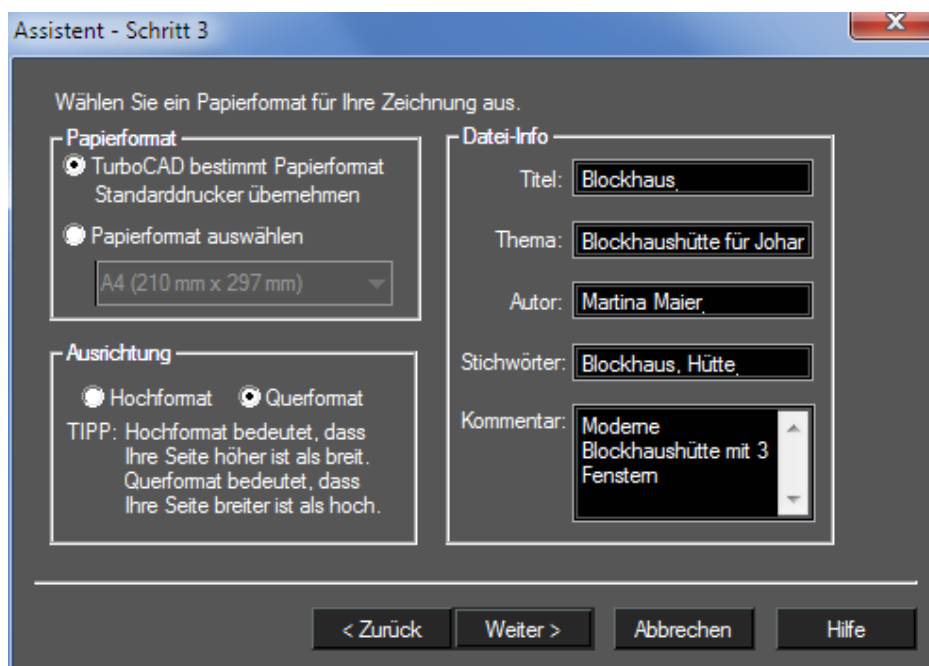 Assistent - Schritt 3
Wählen Sie ein Papierformat für Ihre Zeichnung aus.
Papierformat
TurboCAD bestimmt Papierformat
Standarddrucker übernehmen
Papierformat auswählen
A4 (210 mm x 297 mm)
Ausrichtung
Hochformat
Querformat
TIPP: Hochformat bedeutet, dass
Ihre Seite höher ist als breit.
Querformat bedeutet, dass
Ihre Seite breiter ist als hoch.
Datei-Info
Titel: Blockhaus
Thema: Blockhaushütte für Johar
Autor: Martina Maier
Stichwörter: Blockhaus, Hütte
Kommentar: Moderne
Blockhaushütte mit 3
Fenstern
< Zurück
Weiter >
Abbrechen
Hilfe